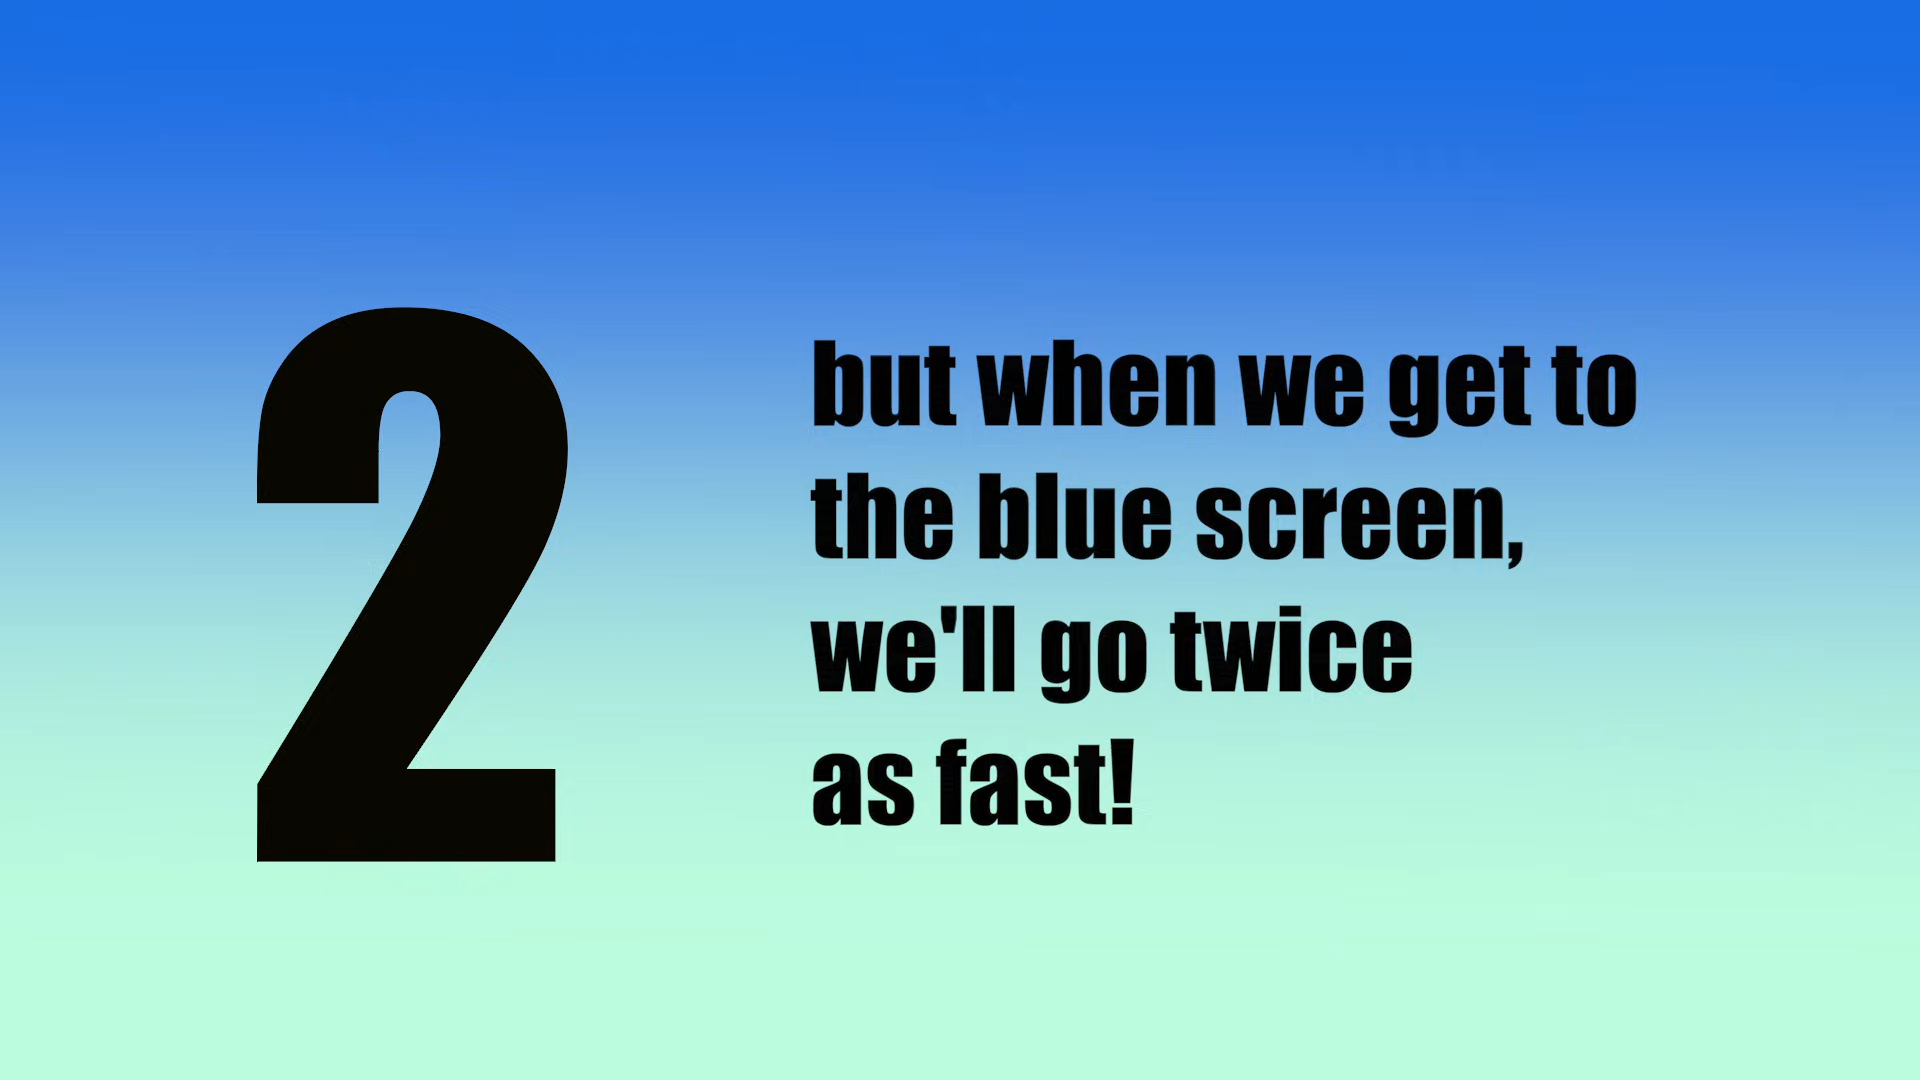 2
but when we get to
the blue screen,
we'll go twice
as fast!